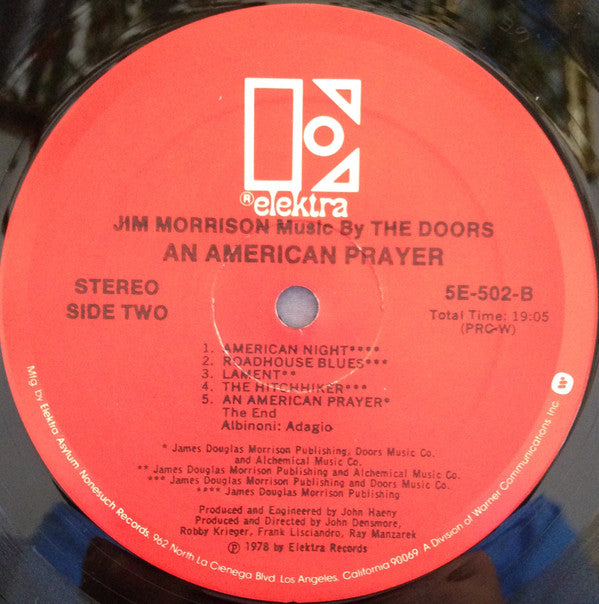 ® elektra
JIM MORRISON Music By THE DOORS
AN AMERICAN PRAYER
STEREO
SIDE TWO
5E-502-B
Total Time: 19:05
(PRC-W)
1. AMERICAN NIGHT****
2. ROADHOUSE BLUES***
3. LAMENT**
4. THE HITCHHIKER***
5. AN AMERICAN PRAYER*
The End
Albinoni: Adagio
* James Douglas Morrison Publishing, Doors Music Co.
and Alchemical Music Co.
** James Douglas Morrison Publishing and Alchemical Music Co.
*** James Douglas Morrison Publishing and Doors Music Co.
**** James Douglas Morrison Publishing
Produced and Engineered by John Haeny
Produced and Directed by John Densmore,
Robby Krieger, Frank Lisciandro, Ray Manzarek
℗ 1978 by Elektra Records
Mfg by Elektra Asylum Nonesuch Records, 962 North La Cienega Blvd. Los Angeles, California 90069 A Division of Warner Communications Inc.